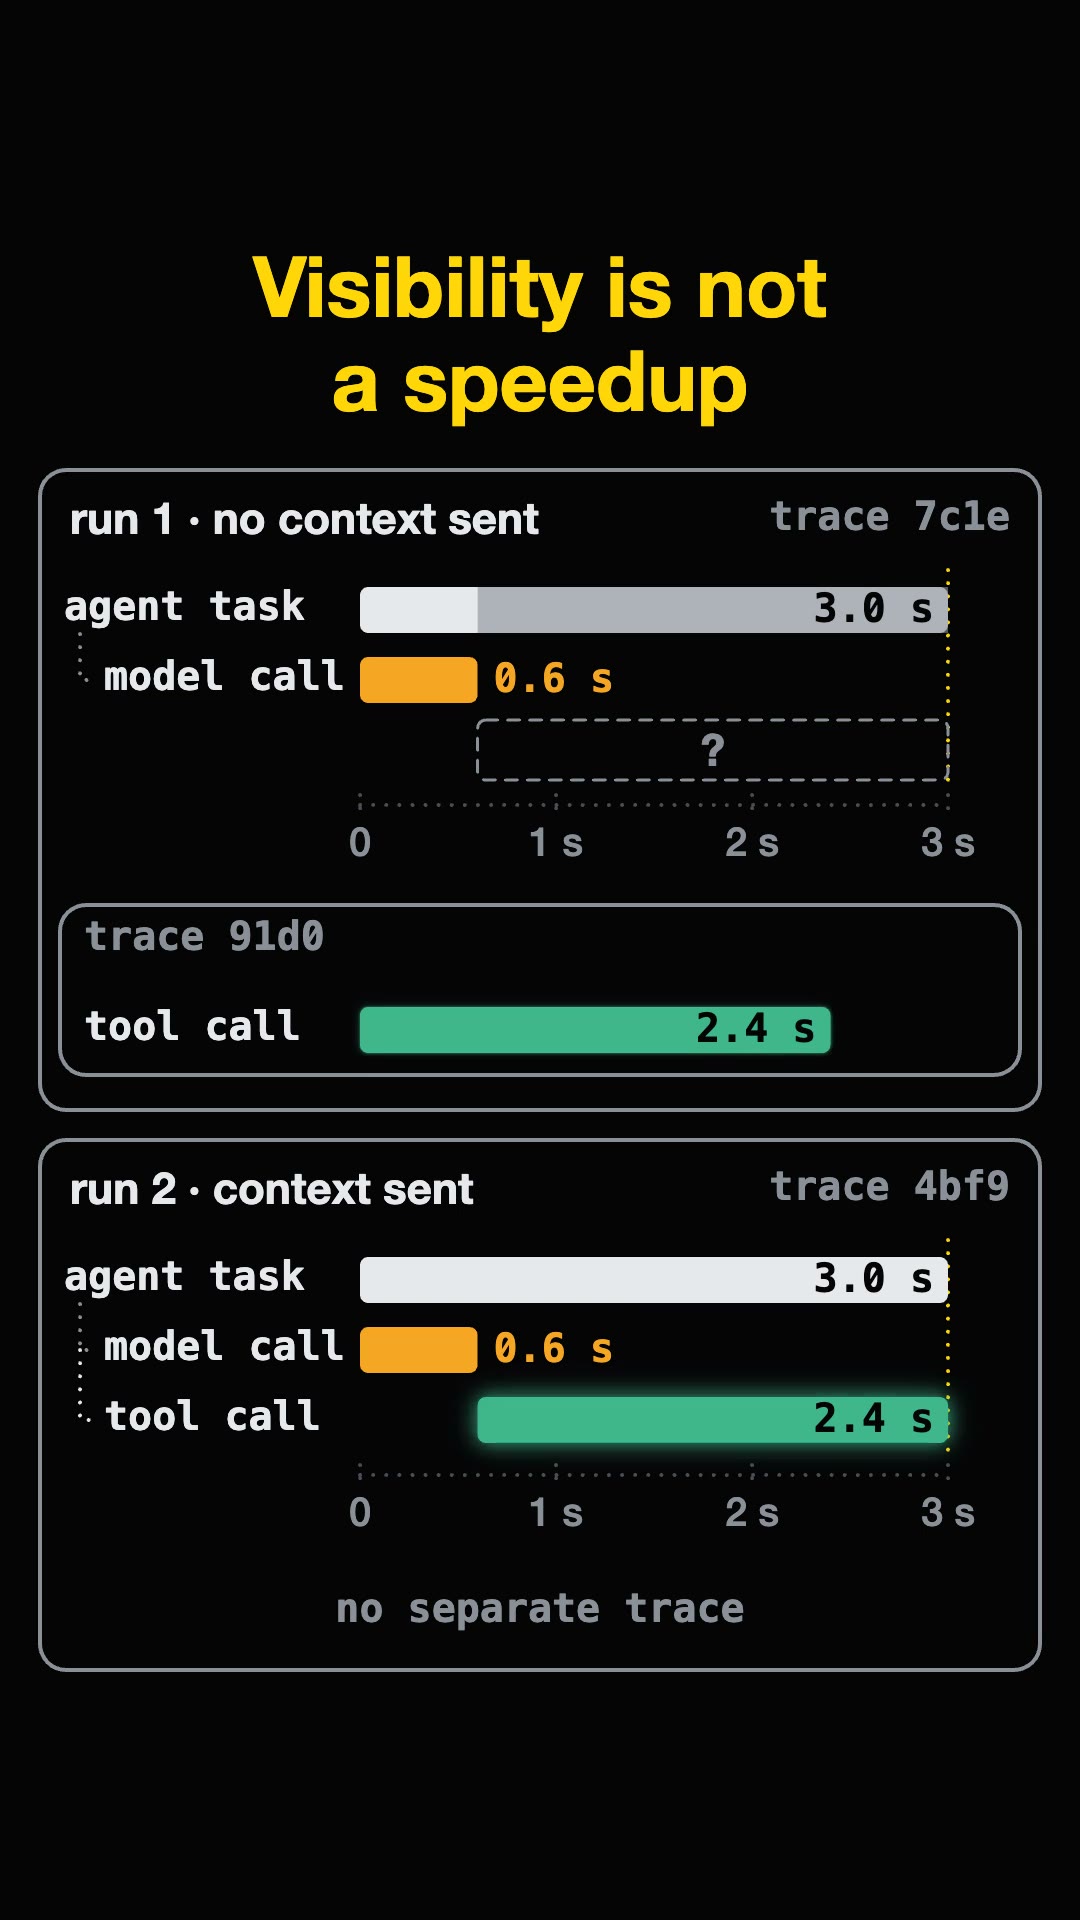 Visibility is not
a speedup
run 1 · no context sent
trace 7c1e
agent task
3.0 s
model call
0.6 s
?
0 1 s 2 s 3 s
trace 91d0
tool call
2.4 s
run 2 · context sent
trace 4bf9
agent task
3.0 s
model call
0.6 s
tool call
2.4 s
0 1 s 2 s 3 s
no separate trace